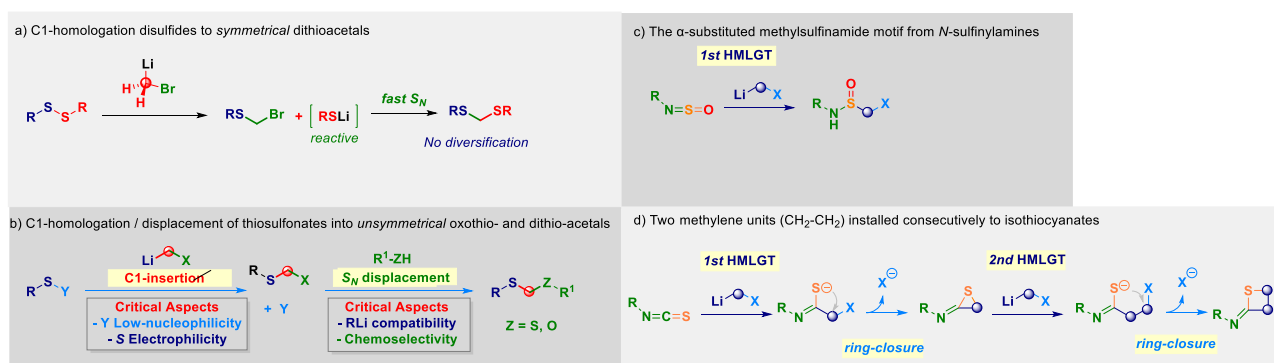 a) C1-homologation disulfides to symmetrical dithioacetals
Li
H
H
Br
R
S
S
R
RS
Br
+
[RSLi]
reactive
fast SN
RS
SR
No diversification
b) C1-homologation / displacement of thiosulfonates into unsymmetrical oxothio- and dithio-acetals
R
S
Y
Li
X
C1-insertion
Critical Aspects
- Y Low-nucleophilicity
- S Electrophilicity
R
S
X
+ Y
R1-ZH
SN displacement
Critical Aspects
- RLi compatibility
- Chemoselectivity
R
S
Z
R1
Z = S, O
c) The α-substituted methylsulfinamide motif from N-sulfinylamines
1st HMLGT
R
N=S=O
Li
X
O
R
N
H
S
X
d) Two methylene units (CH2-CH2) installed consecutively to isothiocyanates
1st HMLGT
R
N=C=S
Li
X
S⊖
R
N
X
X⊖
ring-closure
R
N
S
2nd HMLGT
Li
X
S⊖
X
R
N
X⊖
ring-closure
S
R
N